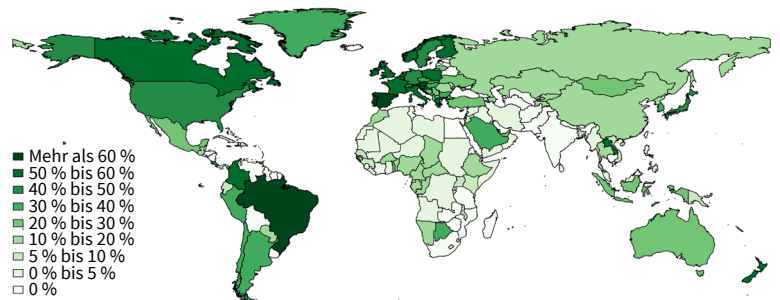 Mehr als 60 %
50 % bis 60 %
40 % bis 50 %
30 % bis 40 %
20 % bis 30 %
10 % bis 20 %
5 % bis 10 %
0 % bis 5 %
0 %